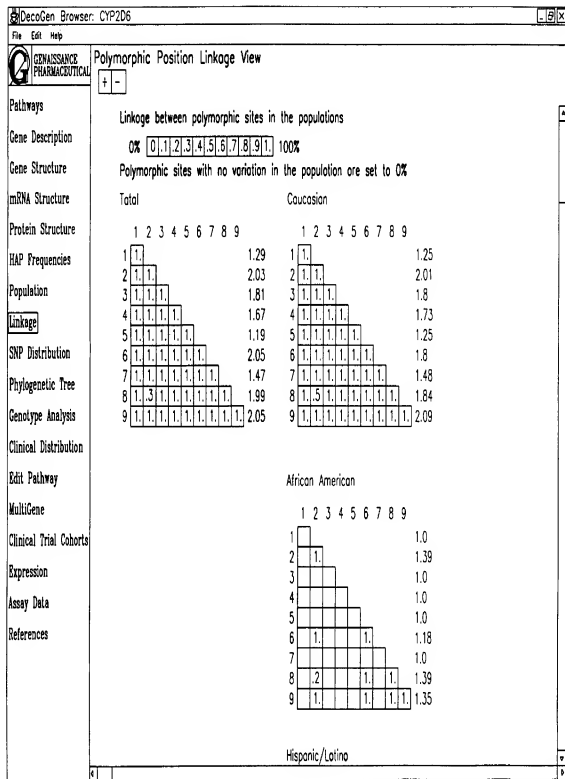 DecoGen Browser: CYP2D6
File Edit Help
GENAISSANCE
PHARMACEUTICAL
Polymorphic Position Linkage View
+ -
Pathways
Gene Description
Gene Structure
mRNA Structure
Protein Structure
HAP Frequencies
Population
Linkage
SNP Distribution
Phylogenetic Tree
Genotype Analysis
Clinical Distribution
Edit Pathway
MultiGene
Clinical Trial Cohorts
Expression
Assay Data
References
Linkage between polymorphic sites in the populations
0% 0 .1 .2 .3 .4 .5 .6 .7 .8 .9 1. 100%
Polymorphic sites with no variation in the population are set to 0%
Total
1 2 3 4 5 6 7 8 9
1 1. 1.29
2 1. 1. 2.03
3 1. 1. 1. 1.81
4 1. 1. 1. 1. 1.67
5 1. 1. 1. 1. 1. 1.19
6 1. 1. 1. 1. 1. 1. 2.05
7 1. 1. 1. 1. 1. 1. 1. 1.47
8 1. .3 1. 1. 1. 1. 1. 1. 1.99
9 1. 1. 1. 1. 1. 1. 1. 1. 1. 2.05
Caucasian
1 2 3 4 5 6 7 8 9
1 1. 1.25
2 1. 1. 2.01
3 1. 1. 1. 1.8
4 1. 1. 1. 1. 1.73
5 1. 1. 1. 1. 1. 1.25
6 1. 1. 1. 1. 1. 1. 1.8
7 1. 1. 1. 1. 1. 1. 1. 1.48
8 1. .5 1. 1. 1. 1. 1. 1. 1.84
9 1. 1. 1. 1. 1. 1. 1. 1. 1. 2.09
African American
1 2 3 4 5 6 7 8 9
1 1.0
2 1. 1.39
3 1.0
4 1.0
5 1.0
6 1. 1. 1.18
7 1.0
8 .2 1. 1. 1.39
9 1. 1. 1. 1. 1.35
Hispanic/Latino